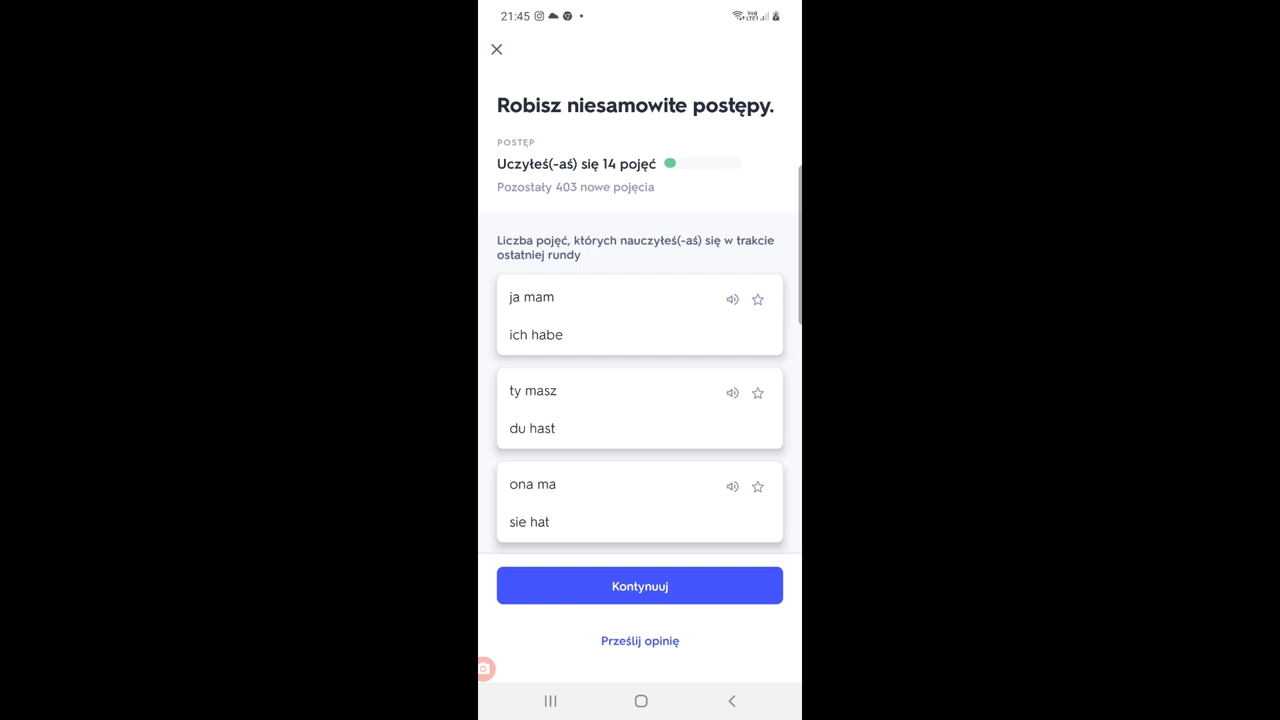 21:45
Robisz niesamowite postępy.
POSTĘP
Uczyłeś(-aś) się 14 pojęć
Pozostały 403 nowe pojęcia
Liczba pojęć, których nauczyłeś(-aś) się w trakcie
ostatniej rundy
ja mam
ich habe
ty masz
du hast
ona ma
sie hat
Kontynuuj
Prześlij opinię